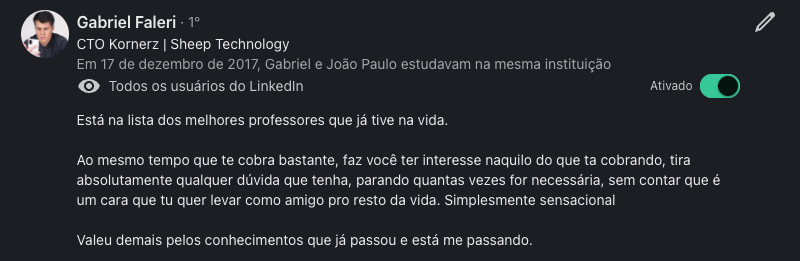 Gabriel Faleri · 1º
CTO Kornerz | Sheep Technology
Em 17 de dezembro de 2017, Gabriel e João Paulo estudavam na mesma instituição
Todos os usuários do LinkedIn
Ativado
Está na lista dos melhores professores que já tive na vida.
Ao mesmo tempo que te cobra bastante, faz você ter interesse naquilo do que ta cobrando, tira
absolutamente qualquer dúvida que tenha, parando quantas vezes for necessária, sem contar que é
um cara que tu quer levar como amigo pro resto da vida. Simplesmente sensacional
Valeu demais pelos conhecimentos que já passou e está me passando.